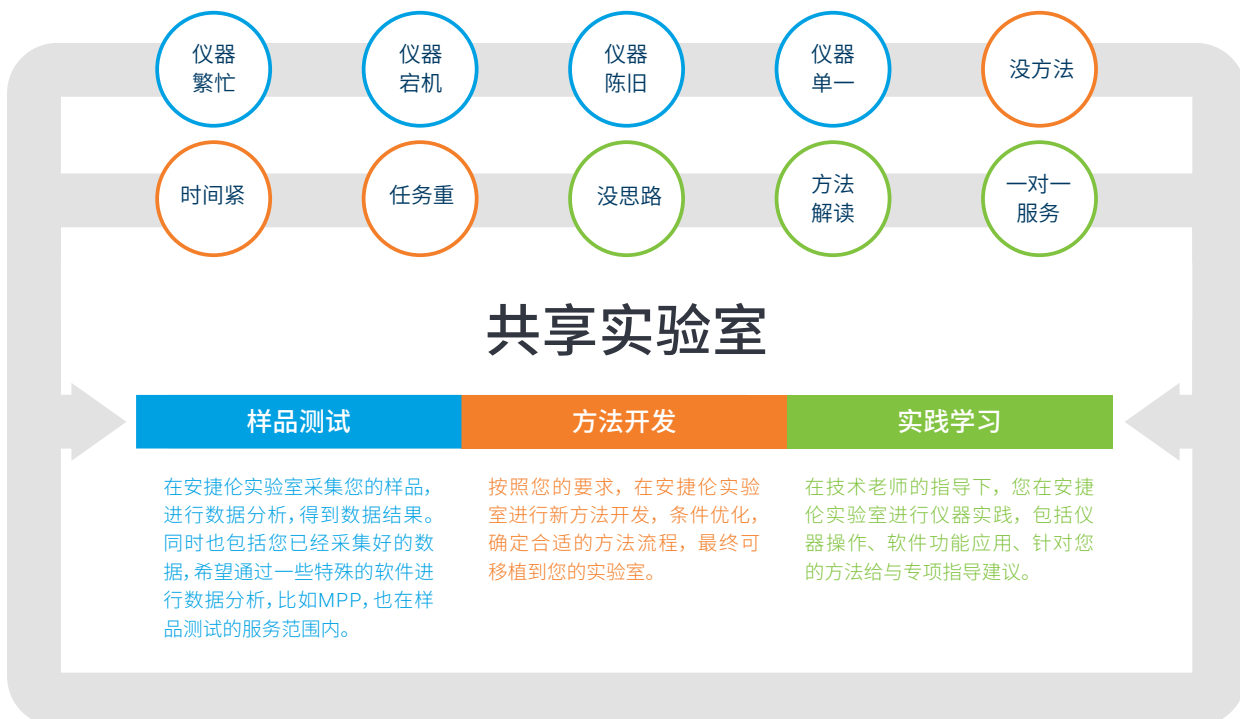 仪器
繁忙
仪器
宕机
仪器
陈旧
仪器
单一
没方法
时间紧
任务重
没思路
方法
解读
一对一
服务
共享实验室
样品测试
方法开发
实践学习
在安捷伦实验室采集您的样品，
进行数据分析，得到数据结果。
同时也包括您已经采集好的数
据，希望通过一些特殊的软件进
行数据分析，比如MPP，也在样
品测试的服务范围内。
按照您的要求，在安捷伦实验
室进行新方法开发，条件优化，
确定合适的方法流程，最终可
移植到您的实验室。
在技术老师的指导下，您在安捷
伦实验室进行仪器实践，包括仪
器操作、软件功能应用、针对您
的方法给与专项指导建议。